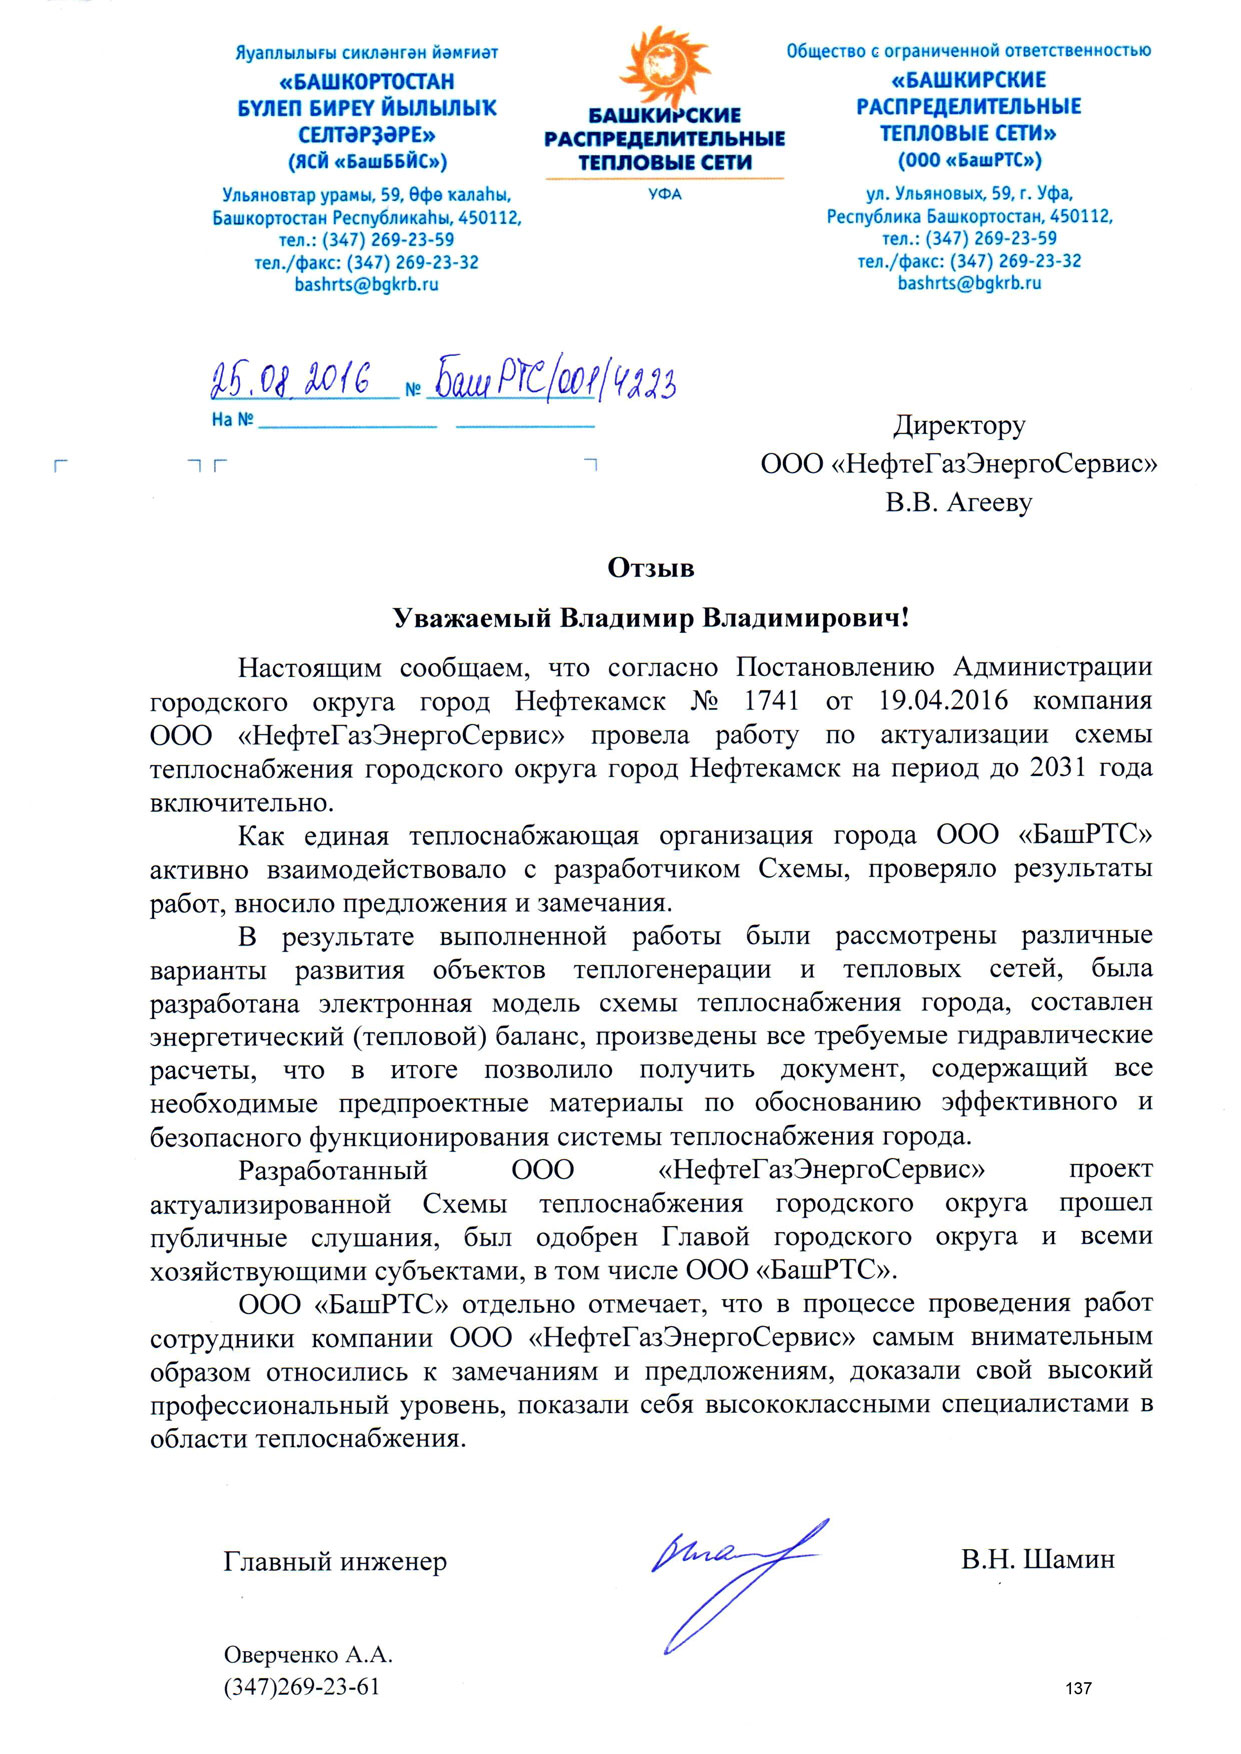 Яуаплылығы сикләнгән йәмғиәт
«БАШКОРТОСТАН
БҮЛЕП БИРЕҮ ЙЫЛЫЛЫҠ
СЕЛТӘРҘӘРЕ»
(ЯСЙ «БашББЙС»)
Ульяновтар урамы, 59, Өфө ҡалаһы,
Башкортостан Республикаһы, 450112,
тел.: (347) 269-23-59
тел./факс: (347) 269-23-32
bashrts@bgkrb.ru
БАШКИРСКИЕ
РАСПРЕДЕЛИТЕЛЬНЫЕ
ТЕПЛОВЫЕ СЕТИ
УФА
Общество с ограниченной ответственностью
«БАШКИРСКИЕ
РАСПРЕДЕЛИТЕЛЬНЫЕ
ТЕПЛОВЫЕ СЕТИ»
(ООО «БашРТС»)
ул. Ульяновых, 59, г. Уфа,
Республика Башкортостан, 450112,
тел.: (347) 269-23-59
тел./факс: (347) 269-23-32
bashrts@bgkrb.ru
25.08.2016 № БашРТС/001/4223
На №
Директору
ООО «НефтеГазЭнергоСервис»
В.В. Агееву
Отзыв
Уважаемый Владимир Владимирович!
Настоящим сообщаем, что согласно Постановлению Администрации
городского округа город Нефтекамск № 1741 от 19.04.2016 компания
ООО «НефтеГазЭнергоСервис» провела работу по актуализации схемы
теплоснабжения городского округа город Нефтекамск на период до 2031 года
включительно.
Как единая теплоснабжающая организация города ООО «БашРТС»
активно взаимодействовало с разработчиком Схемы, проверяло результаты
работ, вносило предложения и замечания.
В результате выполненной работы были рассмотрены различные
варианты развития объектов теплогенерации и тепловых сетей, была
разработана электронная модель схемы теплоснабжения города, составлен
энергетический (тепловой) баланс, произведены все требуемые гидравлические
расчеты, что в итоге позволило получить документ, содержащий все
необходимые предпроектные материалы по обоснованию эффективного и
безопасного функционирования системы теплоснабжения города.
Разработанный ООО «НефтеГазЭнергоСервис» проект
актуализированной Схемы теплоснабжения городского округа прошел
публичные слушания, был одобрен Главой городского округа и всеми
хозяйствующими субъектами, в том числе ООО «БашРТС».
ООО «БашРТС» отдельно отмечает, что в процессе проведения работ
сотрудники компании ООО «НефтеГазЭнергоСервис» самым внимательным
образом относились к замечаниям и предложениям, доказали свой высокий
профессиональный уровень, показали себя высококлассными специалистами в
области теплоснабжения.
Главный инженер
В.Н. Шамин
Оверченко А.А.
(347)269-23-61
137